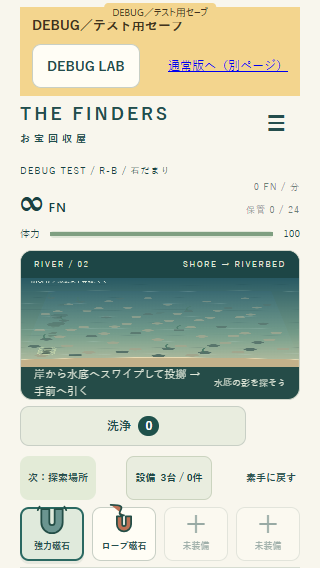 DEBUG／テスト用セーブ
DEBUG／テスト用セーブ
DEBUG LAB
通常版へ（別ページ）
THE FINDERS
お宝回収屋
DEBUG TEST / R-B / 石だまり
0 FN / 分
∞ FN
保管 0 / 24
体力
100
RIVER / 02
SHORE → RIVERBED
岸から水底へスワイプして投擲 →
手前へ引く
水底の影を探そう
洗浄 0
次：探索場所
設備 3台 / 0件
素手に戻す
強力磁石
ロープ磁石
未装備
未装備